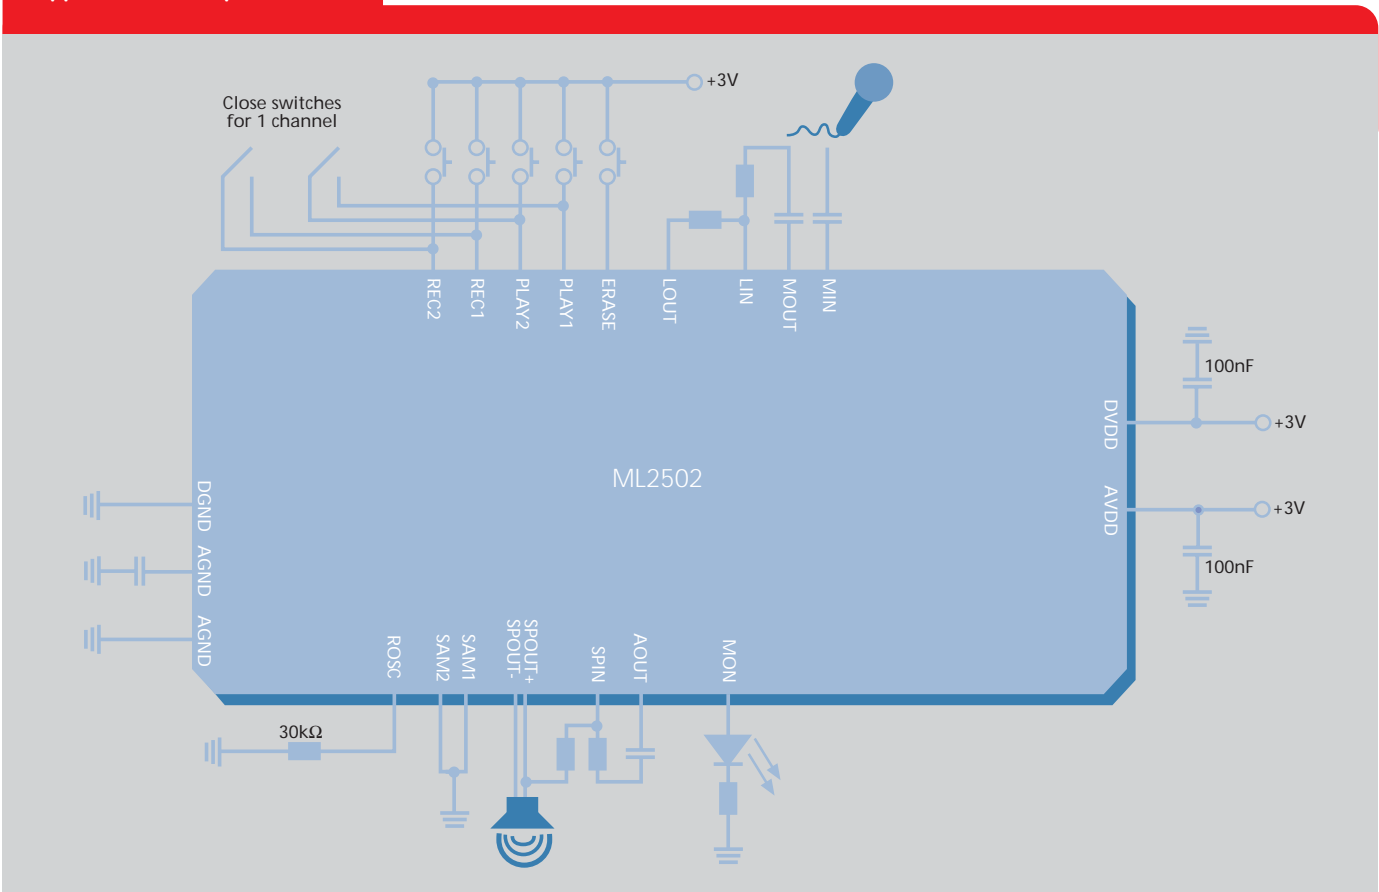 +3V
Close switches
for 1 channel
REC2
REC1
PLAY2
PLAY1
ERASE
LOUT
LIN
MOUT
MIN
100nF
DVDD
+3V
ML2502
DGND
AVDD
+3V
AGND
100nF
AGND
ROSC
SAM2
SAM1
SPOUT-
SPOUT+
SPIN
AOUT
MON
30kΩ